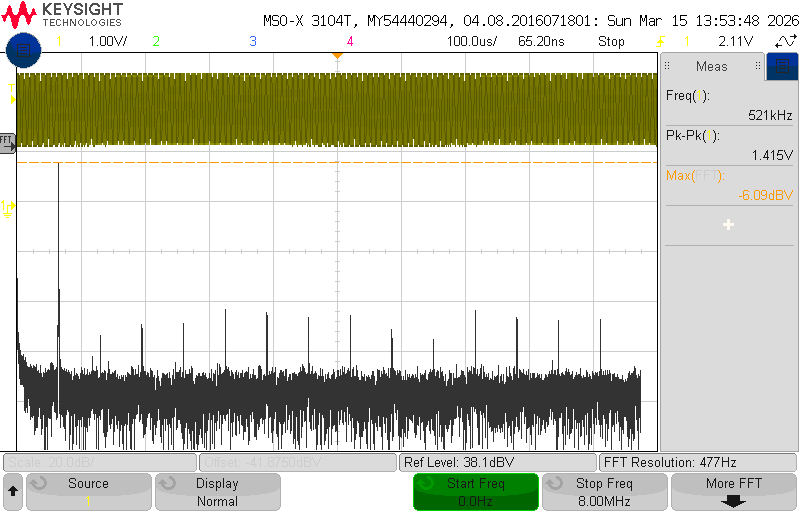 KEYSIGHT
TECHNOLOGIES
MSO-X 3104T, MY54440294, 04.08.2016071801: Sun Mar 15 13:53:48 2026
1 1.00V/ 2 3 4 100.0us/ 65.20ns Stop 1 2.11V
Meas
Freq( ):
521kHz
Pk-Pk( ):
1.415V
Max(FFT):
-6.09dBV
T
FFT
1
Scale: 20.0dB/ Offset: -41.8750dBV Ref Level: 38.1dBV FFT Resolution: 477Hz
Source
1
Display
Normal
Start Freq
0.0Hz
Stop Freq
8.00MHz
More FFT